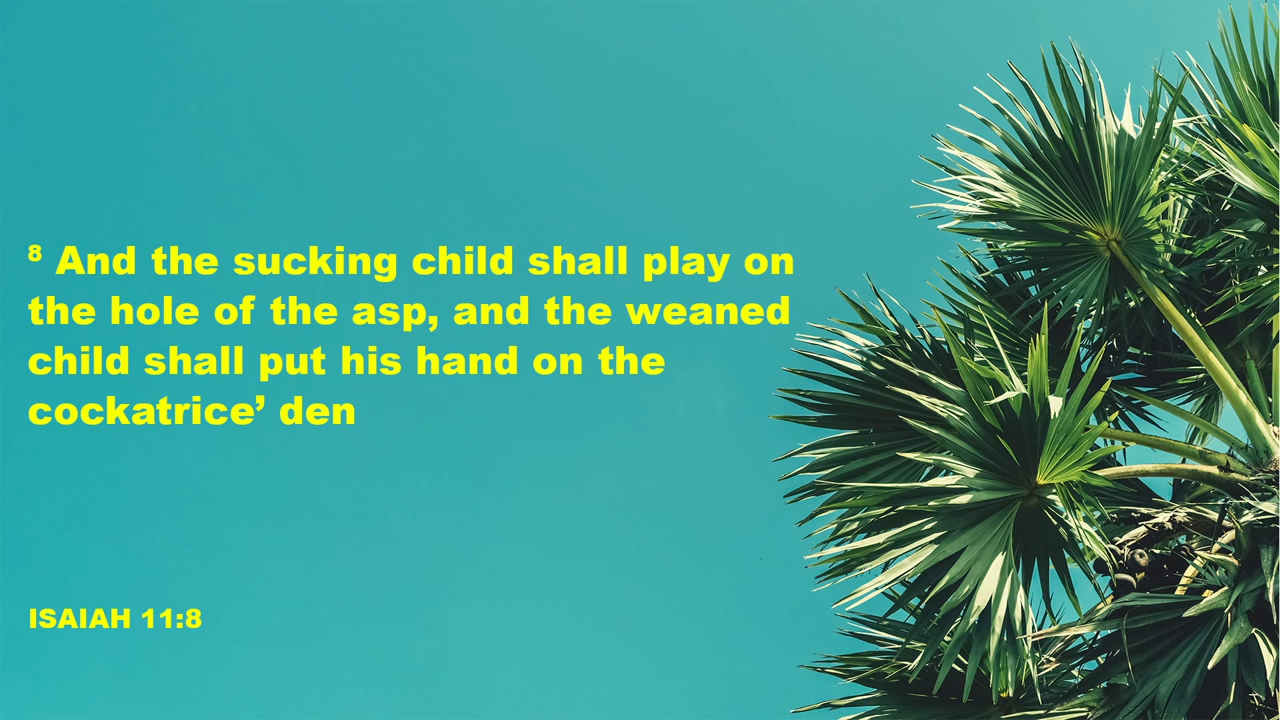 ⁸ And the sucking child shall play on
the hole of the asp, and the weaned
child shall put his hand on the
cockatrice’ den
ISAIAH 11:8